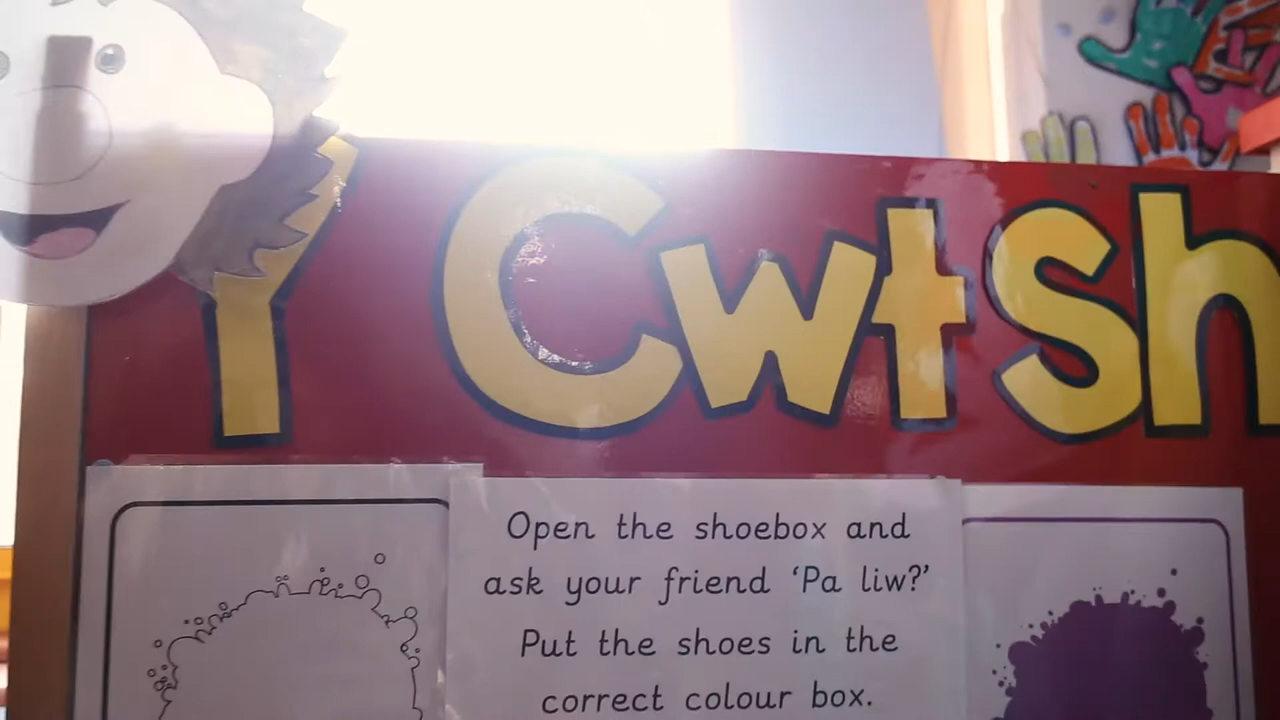 Y Cwtsh
Open the shoebox and
ask your friend ‘Pa liw?’
Put the shoes in the
correct colour box.